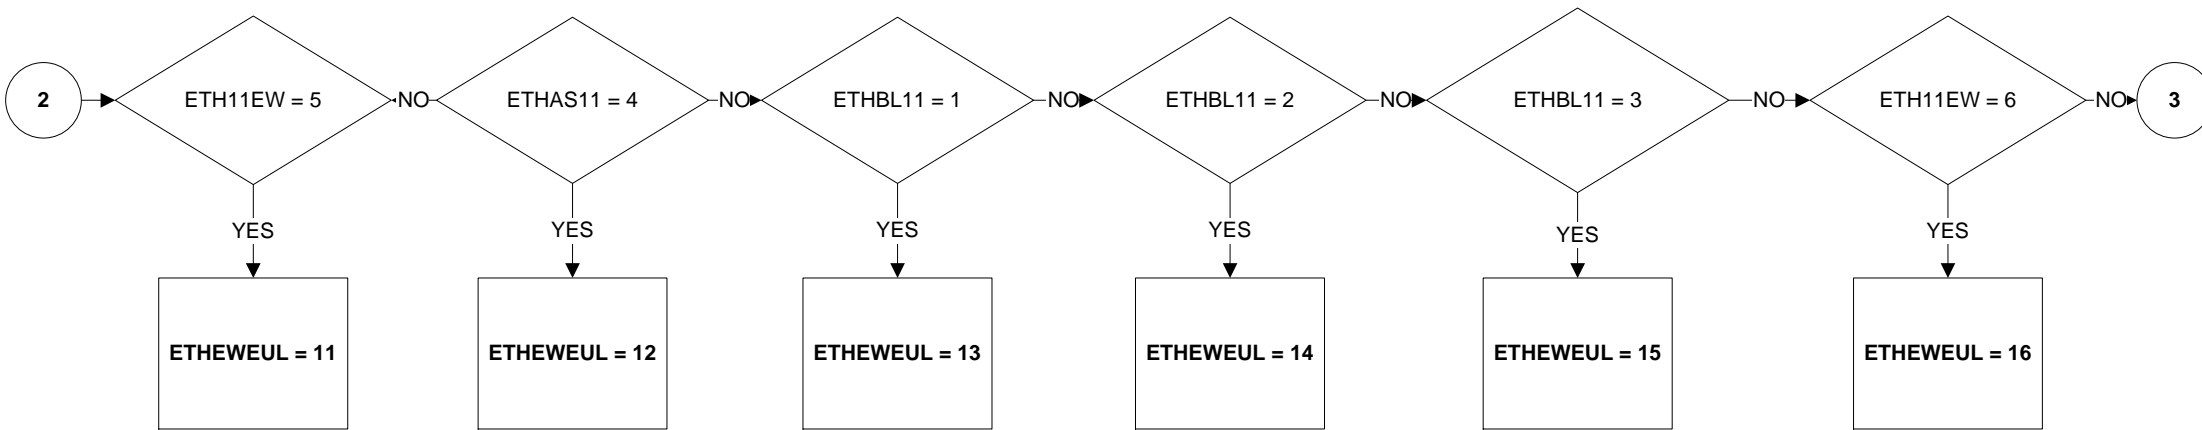 2
ETH11EW = 5
NO
ETHAS11 = 4
NO
ETHBL11 = 1
NO
ETHBL11 = 2
NO
ETHBL11 = 3
NO
ETH11EW = 6
NO
3
YES
YES
YES
YES
YES
YES
ETHEWEUL = 11
ETHEWEUL = 12
ETHEWEUL = 13
ETHEWEUL = 14
ETHEWEUL = 15
ETHEWEUL = 16